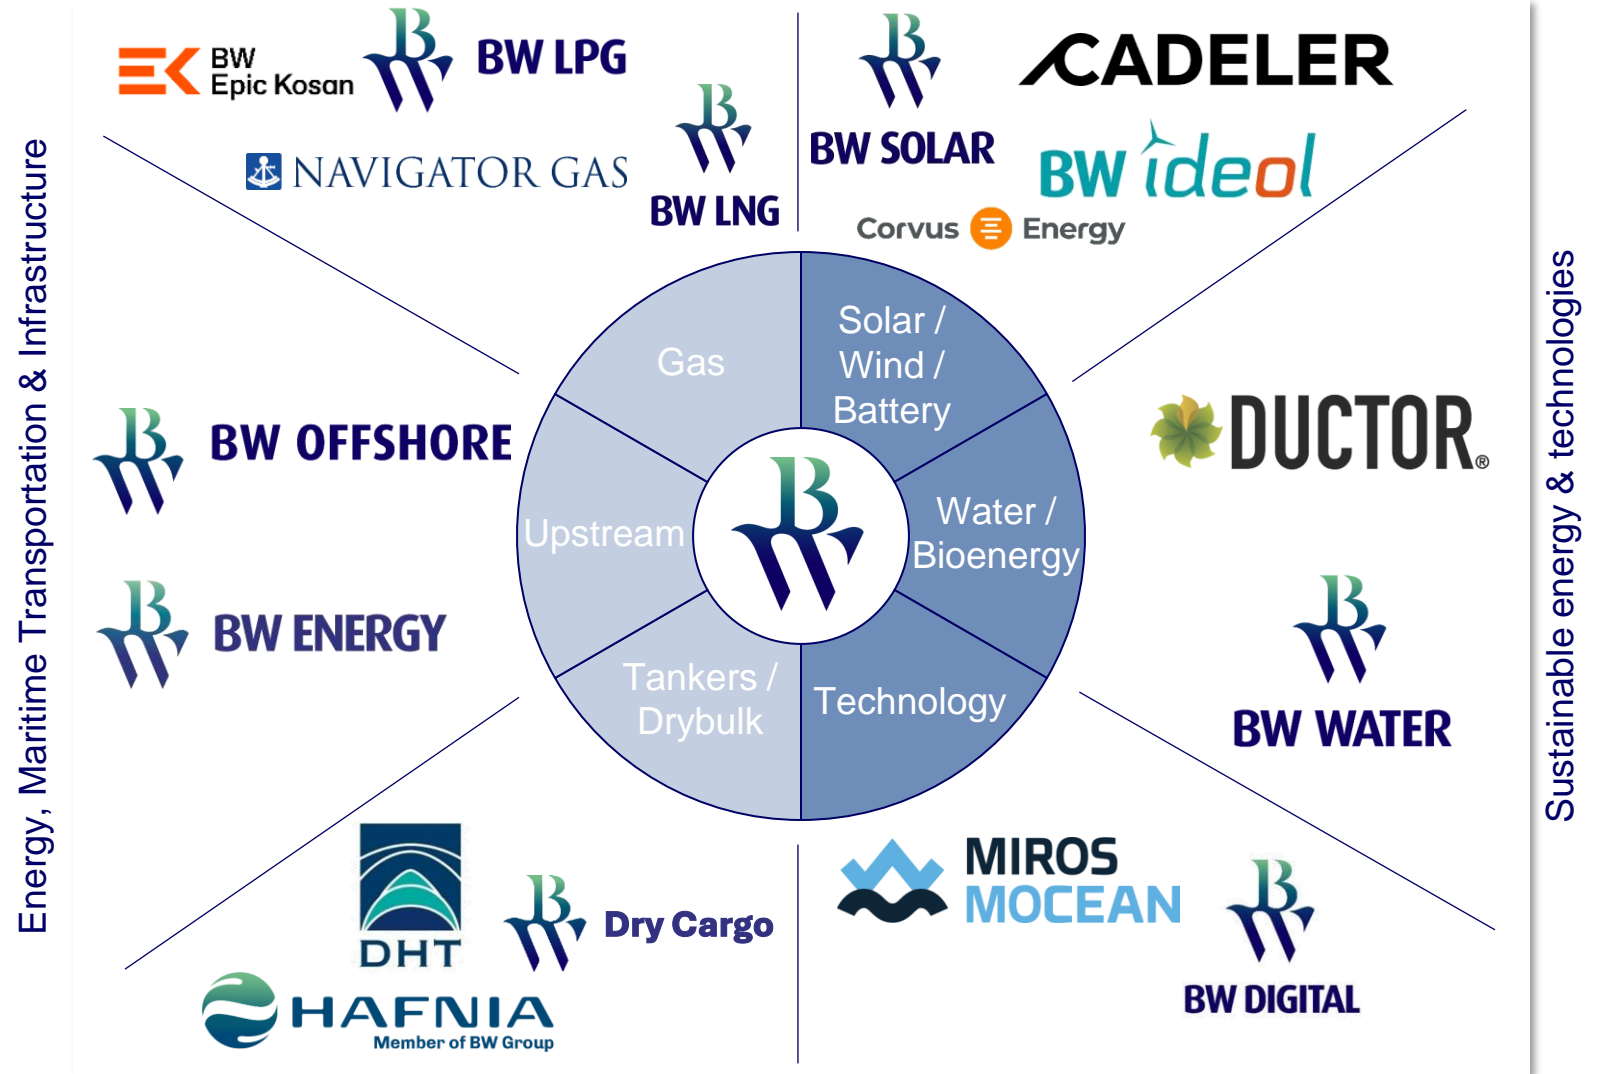 Energy, Maritime Transportation & Infrastructure
BW
Epic Kosan
BW LPG
NAVIGATOR GAS
BW LNG
BW SOLAR
CADELER
BW ideol
Corvus Energy
Gas
Solar /
Wind /
Battery
BW OFFSHORE
BW ENERGY
Upstream
BW
Water /
Bioenergy
DUCTOR®
BW WATER
Tankers /
Drybulk
Technology
DHT
BW Dry Cargo
HAFNIA
Member of BW Group
MIROS
MOCEAN
BW DIGITAL
Sustainable energy & technologies